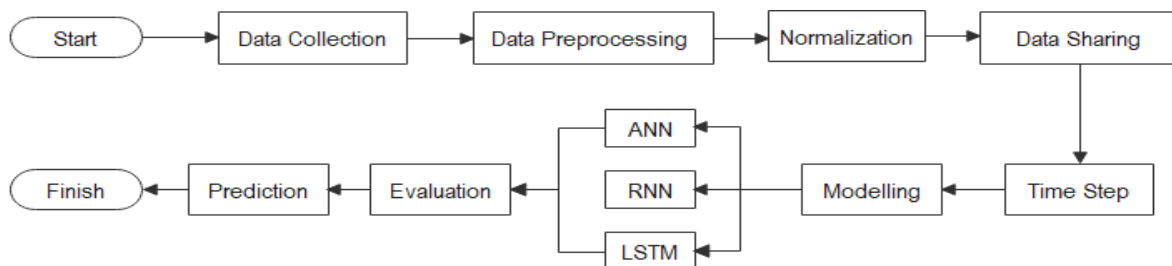 Start
Data Collection
Data Preprocessing
Normalization
Data Sharing
Time Step
Modelling
ANN
RNN
LSTM
Evaluation
Prediction
Finish